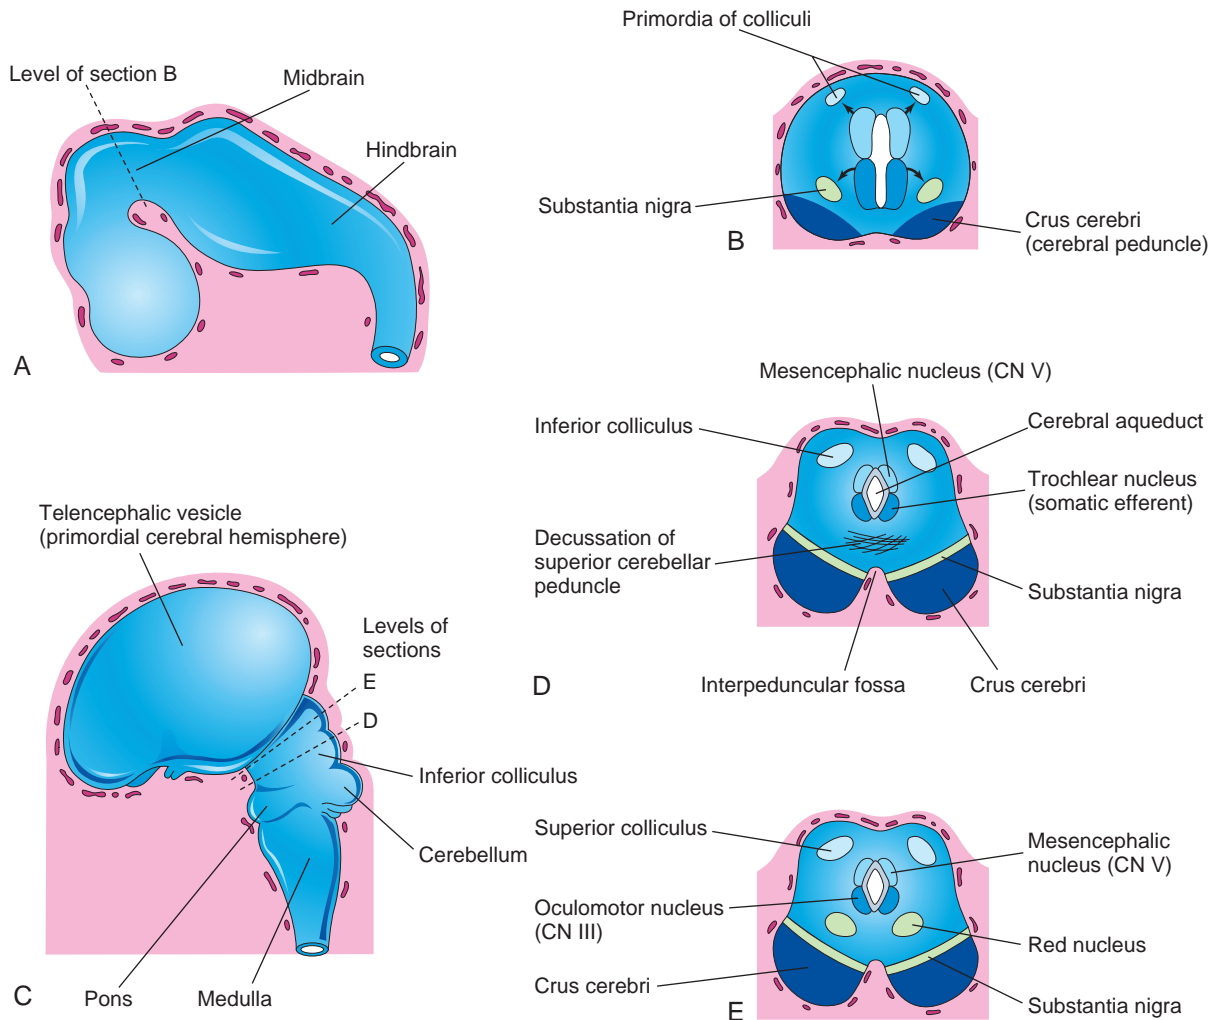 Level of section B
Midbrain
Hindbrain
A
Primordia of colliculi
Substantia nigra
Crus cerebri
(cerebral peduncle)
B
Telencephalic vesicle
(primordial cerebral hemisphere)
Levels of
sections
E
D
Inferior colliculus
Cerebellum
Pons
Medulla
C
Mesencephalic nucleus (CN V)
Inferior colliculus
Cerebral aqueduct
Trochlear nucleus
(somatic efferent)
Decussation of
superior cerebellar
peduncle
Substantia nigra
Interpeduncular fossa
Crus cerebri
D
Superior colliculus
Mesencephalic
nucleus (CN V)
Oculomotor nucleus
(CN III)
Red nucleus
Crus cerebri
Substantia nigra
E